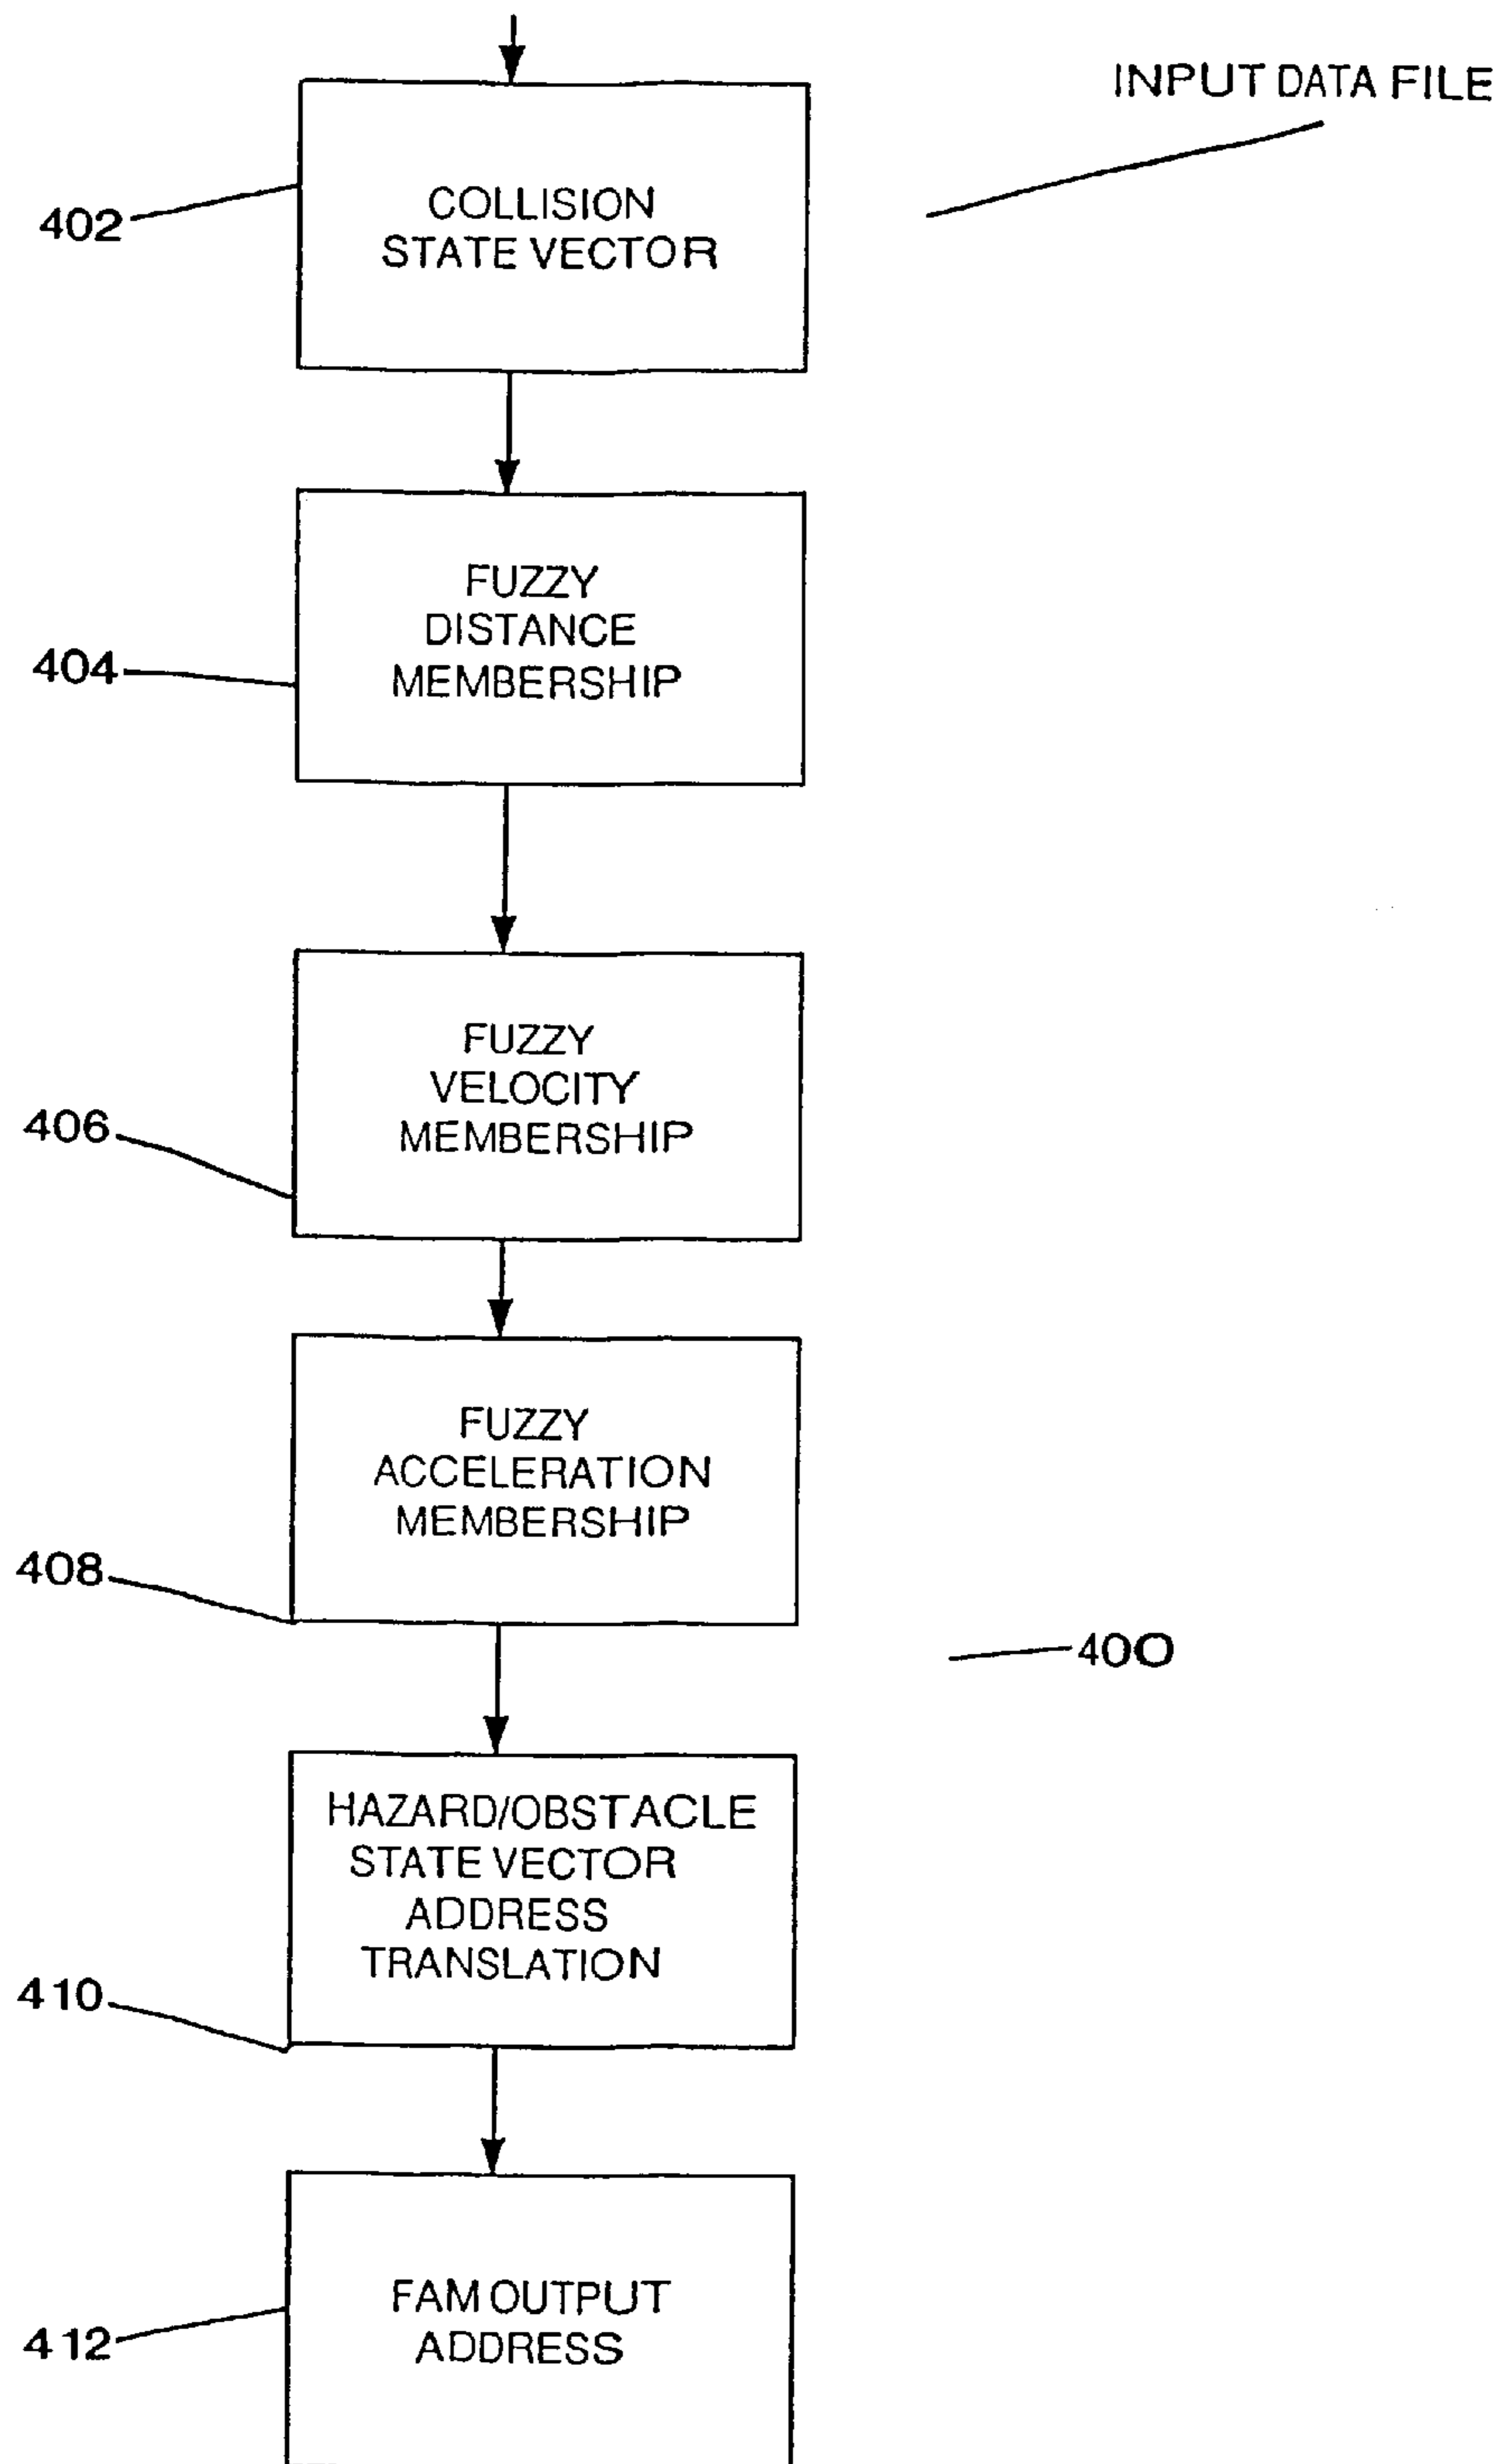 INPUT DATA FILE
402
COLLISION
STATE VECTOR
404
FUZZY
DISTANCE
MEMBERSHIP
406
FUZZY
VELOCITY
MEMBERSHIP
408
FUZZY
ACCELERATION
MEMBERSHIP
400
410
HAZARD/OBSTACLE
STATE VECTOR
ADDRESS
TRANSLATION
412
FAM OUTPUT
ADDRESS